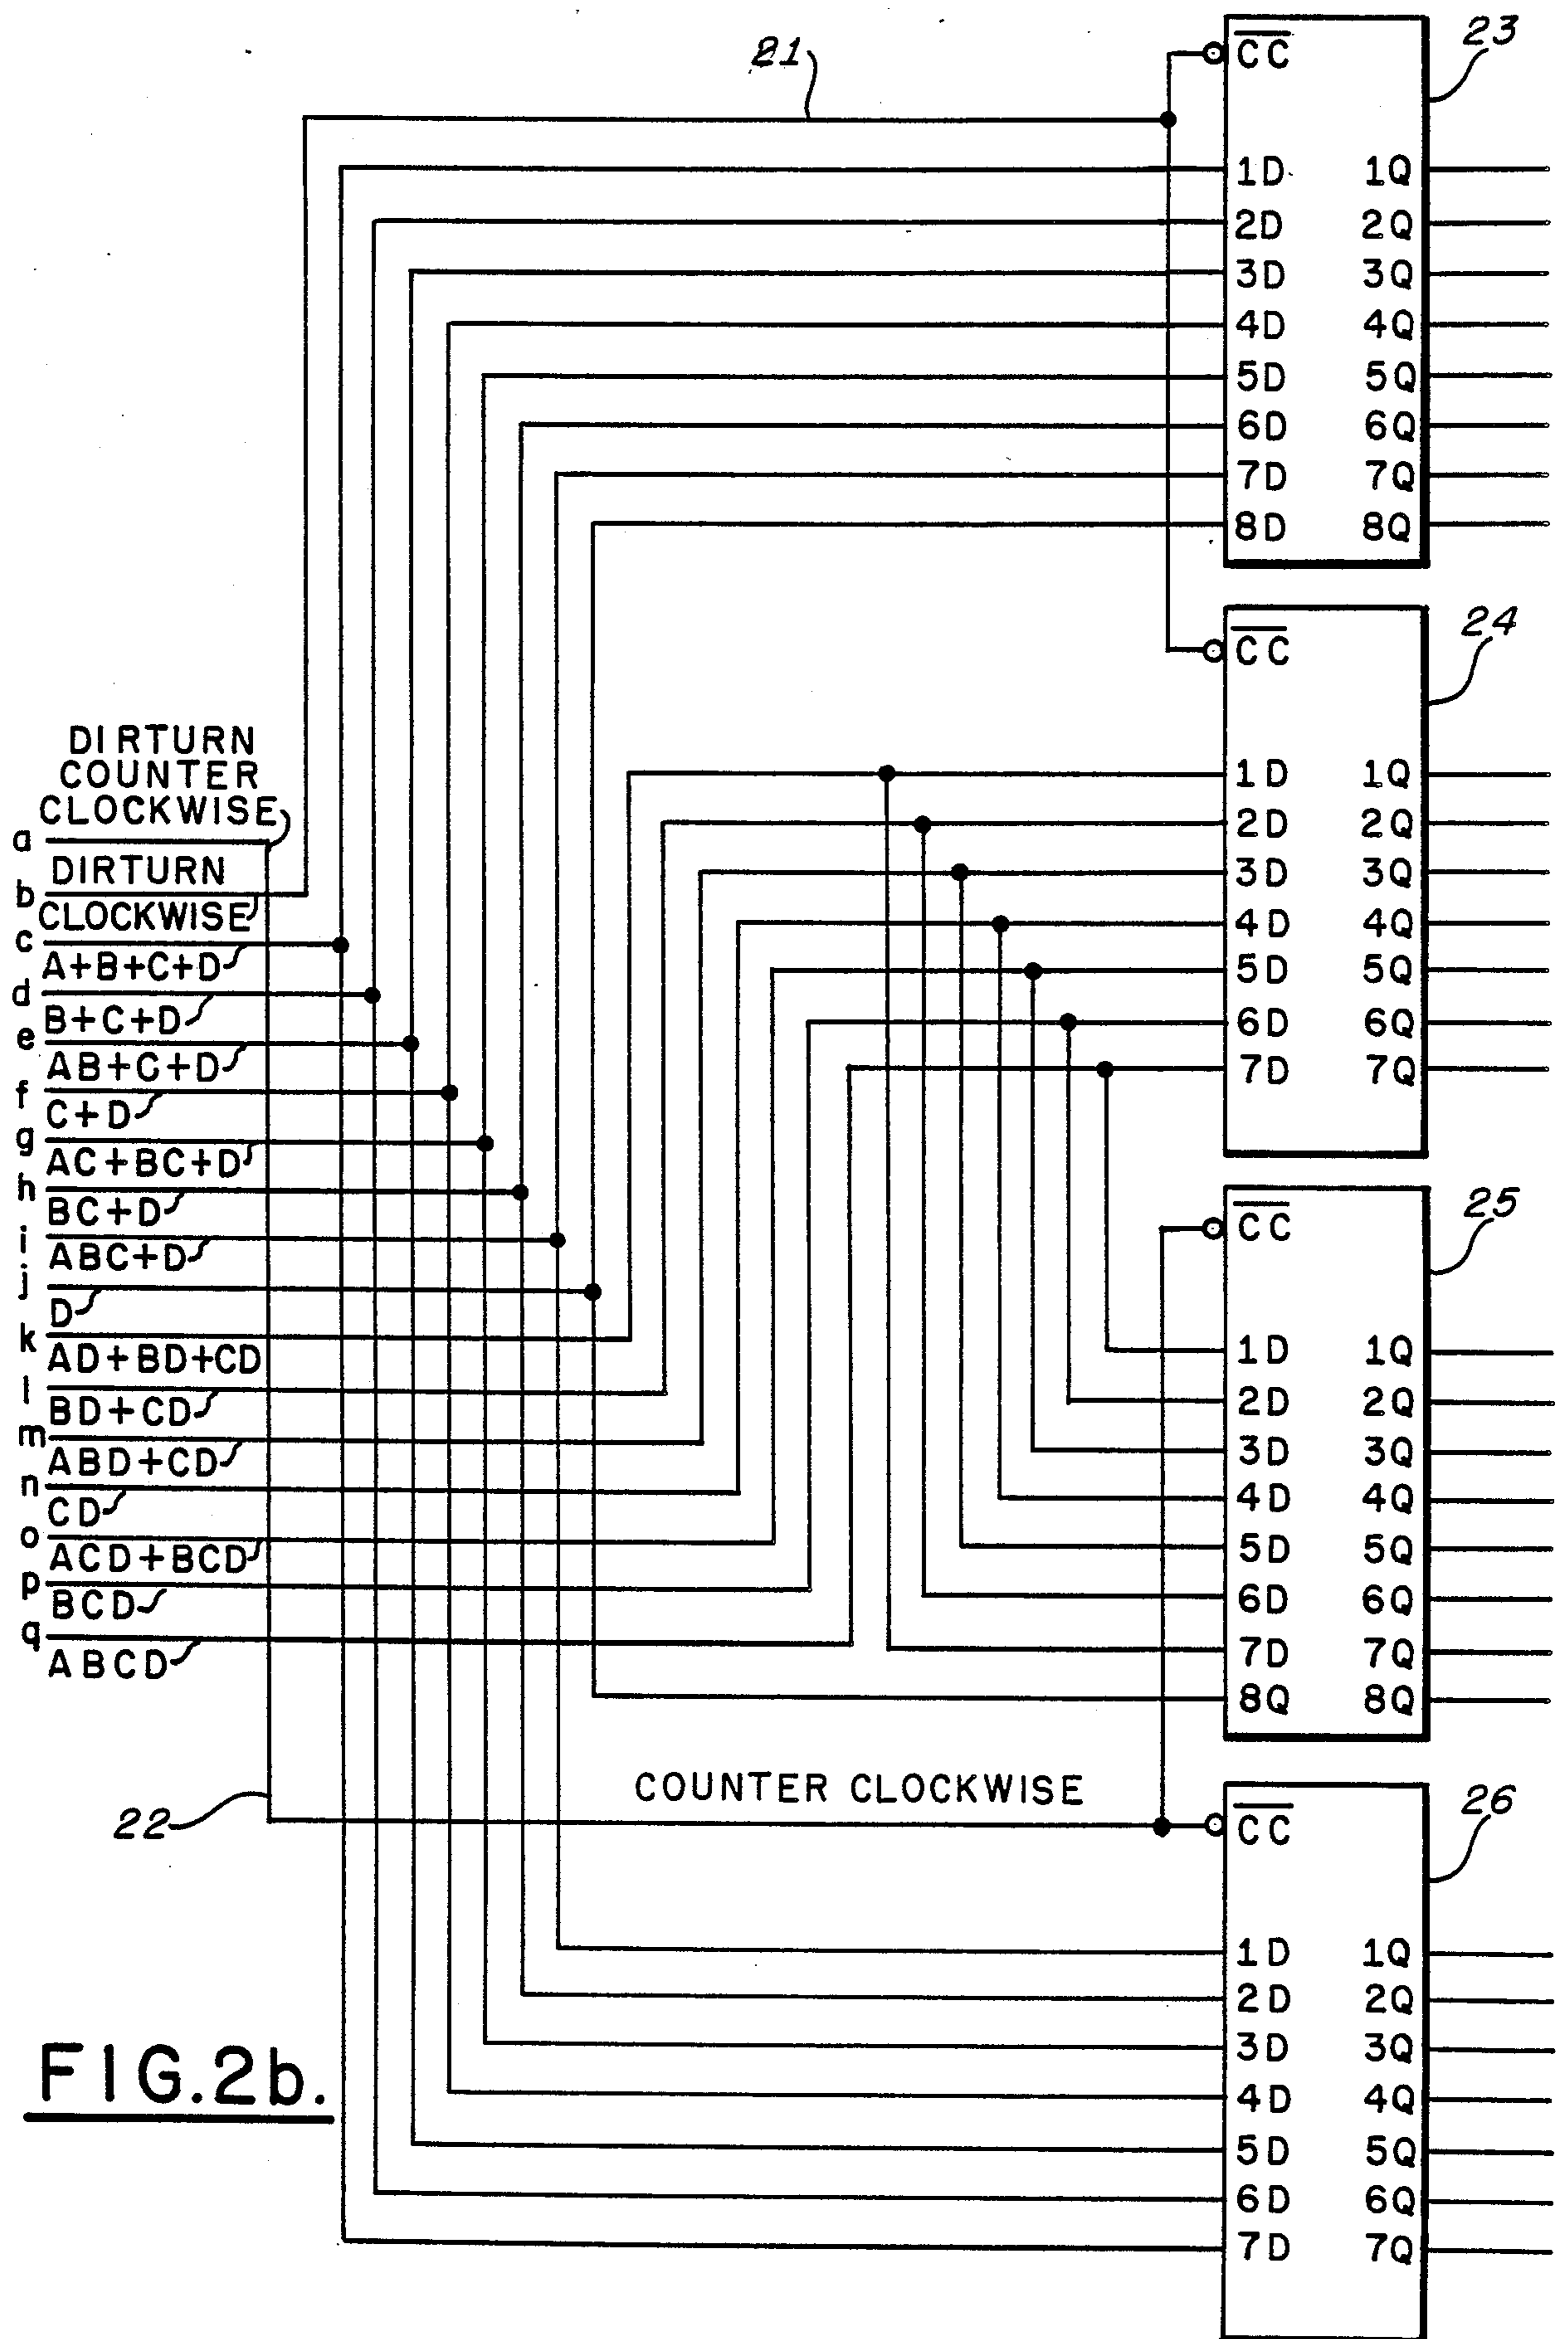 21
23
C̅C̅
1D 1Q
2D 2Q
3D 3Q
4D 4Q
5D 5Q
6D 6Q
7D 7Q
8D 8Q
24
C̅C̅
1D 1Q
2D 2Q
3D 3Q
4D 4Q
5D 5Q
6D 6Q
7D 7Q
DIRTURN
COUNTER
CLOCKWISE
a
DIRTURN
b
CLOCKWISE
c
A+B+C+D
d
B+C+D
e
AB+C+D
f
C+D
g
AC+BC+D
h
BC+D
i
ABC+D
j
D
k
AD+BD+CD
l
BD+CD
m
ABD+CD
n
CD
o
ACD+BCD
p
BCD
q
ABCD
25
C̅C̅
1D 1Q
2D 2Q
3D 3Q
4D 4Q
5D 5Q
6D 6Q
7D 7Q
8Q 8Q
22
COUNTER CLOCKWISE
26
C̅C̅
1D 1Q
2D 2Q
3D 3Q
4D 4Q
5D 5Q
6D 6Q
7D 7Q
FIG.2b.